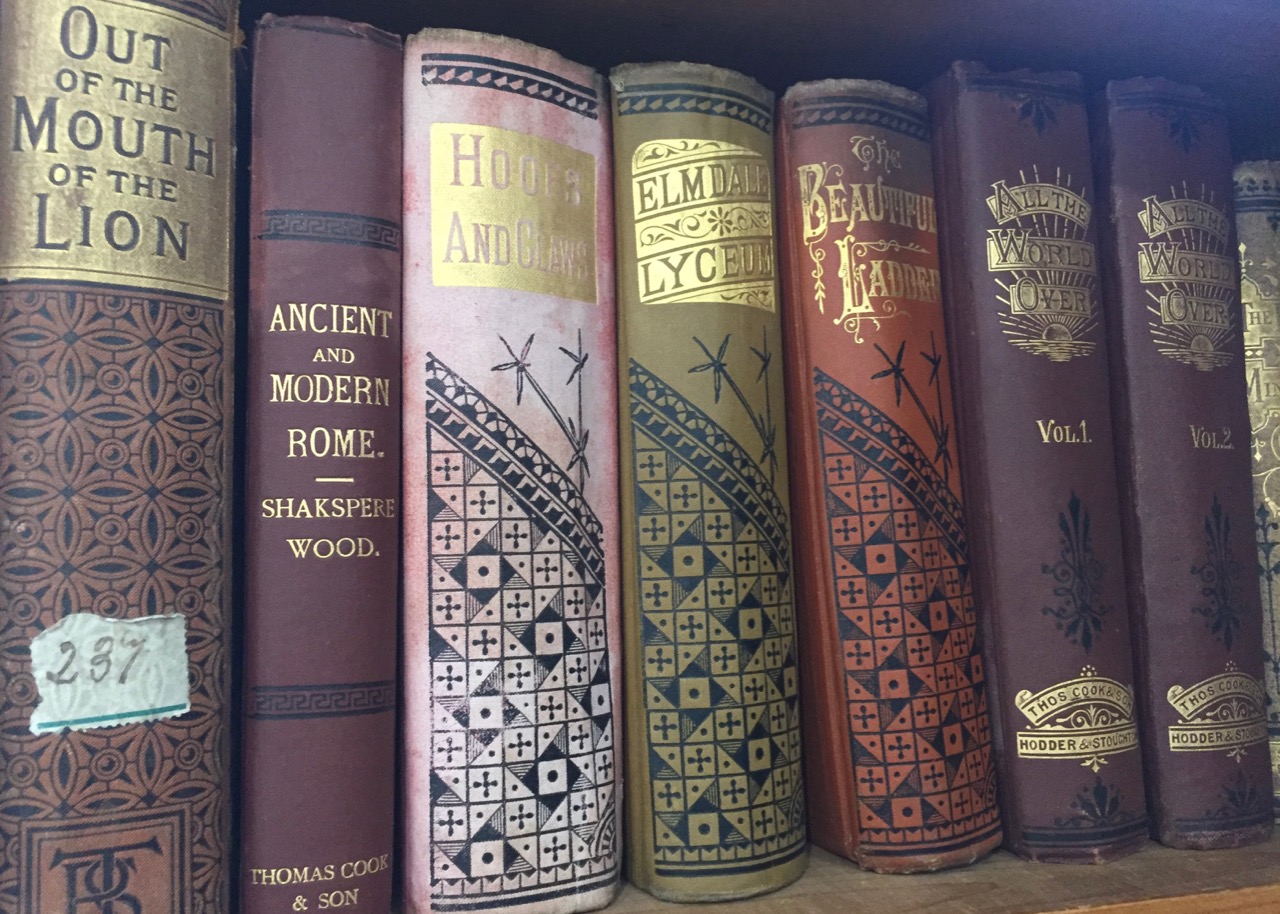 OUT
OF THE
MOUTH
OF THE
LION
237
ANCIENT
AND
MODERN
ROME.
SHAKSPERE
WOOD.
THOMAS COOK
& SON
HOOFS
AND CLAWS
ELMDALE
LYCEUM
The
BEAUTIFUL
LADDER
ALL THE
WORLD
OVER
VOL.1.
THOS. COOK & SON
HODDER & STOUGHTON
ALL THE
WORLD
OVER
VOL.2.
THOS. COOK &
HODDER & STOUGHTON